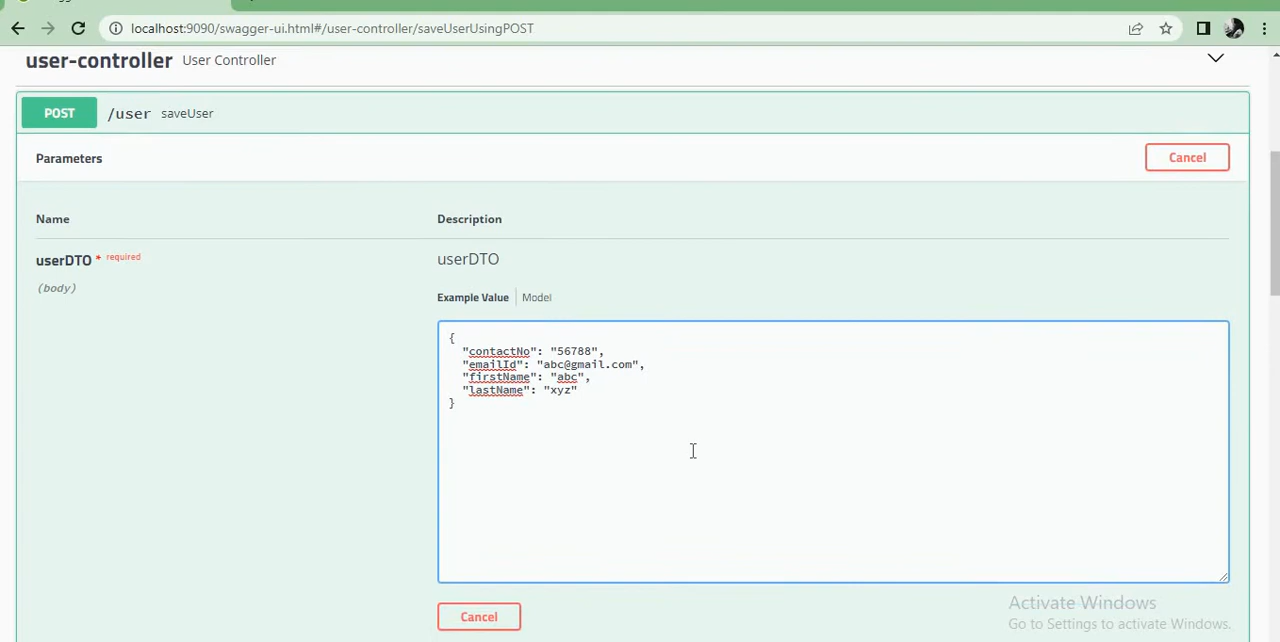 localhost:9090/swagger-ui.html#/user-controller/saveUserUsingPOST
user-controller User Controller
POST /user saveUser
Parameters Cancel
Name Description
userDTO * required userDTO
(body)
Example Value Model
{
"contactNo": "56788",
"emailId": "abc@gmail.com",
"firstName": "abc",
"lastName": "xyz"
}
Cancel
Activate Windows
Go to Settings to activate Windows.